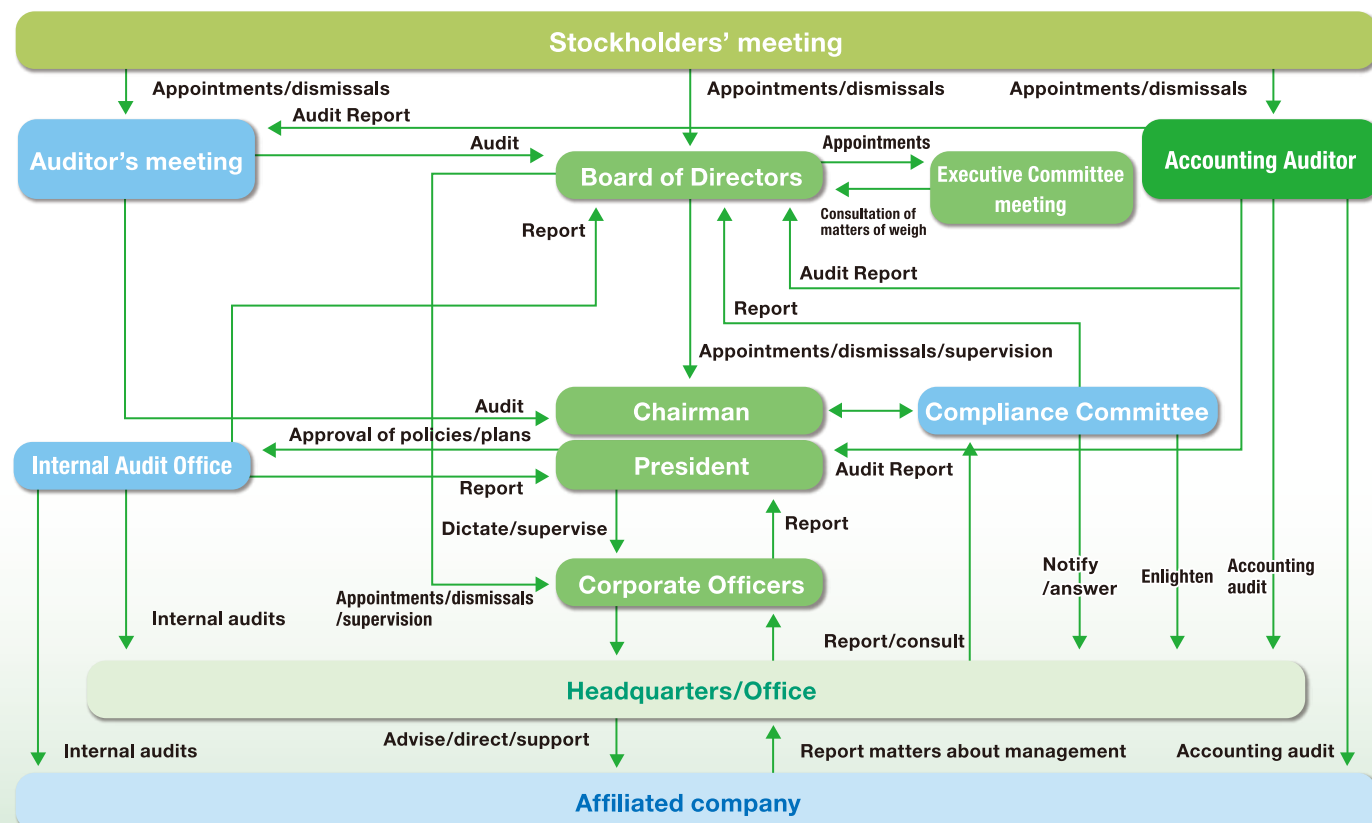 Stockholders' meeting
Appointments/dismissals
Appointments/dismissals
Appointments/dismissals
Audit Report
Auditor's meeting
Audit
Board of Directors
Appointments
Executive Committee
meeting
Accounting Auditor
Consultation of
matters of weigh
Report
Audit Report
Report
Appointments/dismissals/supervision
Audit
Chairman
Compliance Committee
Approval of policies/plans
Internal Audit Office
President
Audit Report
Report
Dictate/supervise
Report
Corporate Officers
Notify
/answer
Enlighten
Accounting
audit
Appointments/dismissals
/supervision
Internal audits
Report/consult
Headquarters/Office
Internal audits
Advise/direct/support
Report matters about management
Accounting audit
Affiliated company